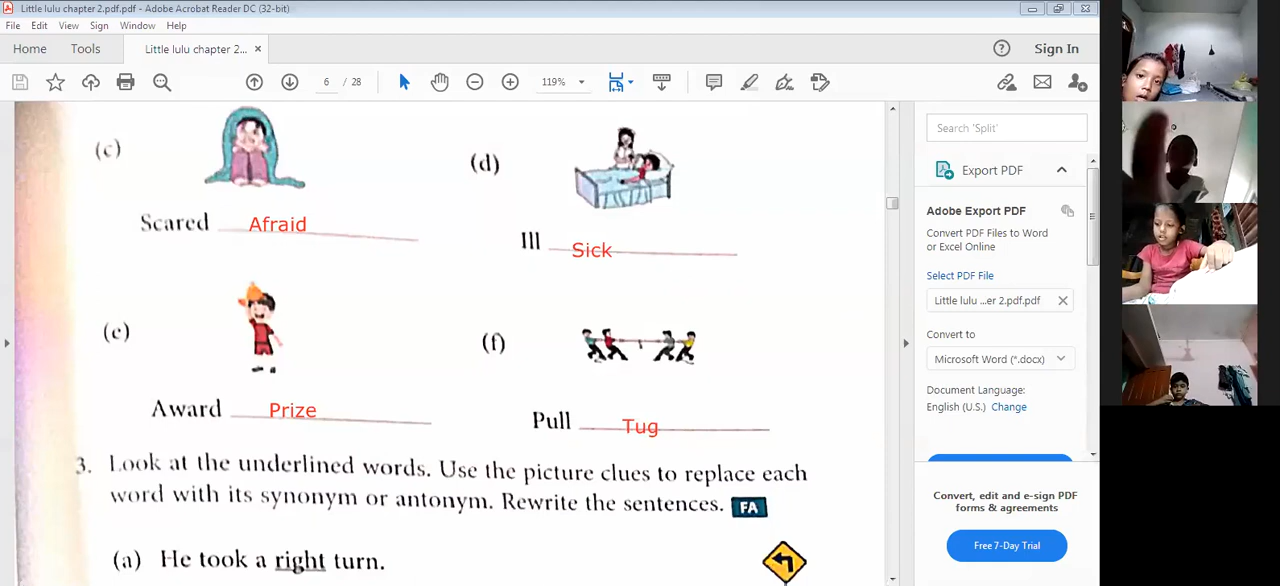 Little lulu chapter 2.pdf.pdf - Adobe Acrobat Reader DC (32-bit)
File Edit View Sign Window Help
Home Tools Little lulu chapter 2... × Sign In
6 / 28 119%
(c) (d)
Scared Afraid
Ill Sick
(e) (f)
Award Prize
Pull Tug
3. Look at the underlined words. Use the picture clues to replace each
word with its synonym or antonym. Rewrite the sentences. FA
(a) He took a right turn.
Search 'Split'
Export PDF
Adobe Export PDF
Convert PDF Files to Word
or Excel Online
Select PDF File
Little lulu ...er 2.pdf.pdf
Convert to
Microsoft Word (*.docx)
Document Language:
English (U.S.) Change
Convert, edit and e-sign PDF
forms & agreements
Free 7-Day Trial